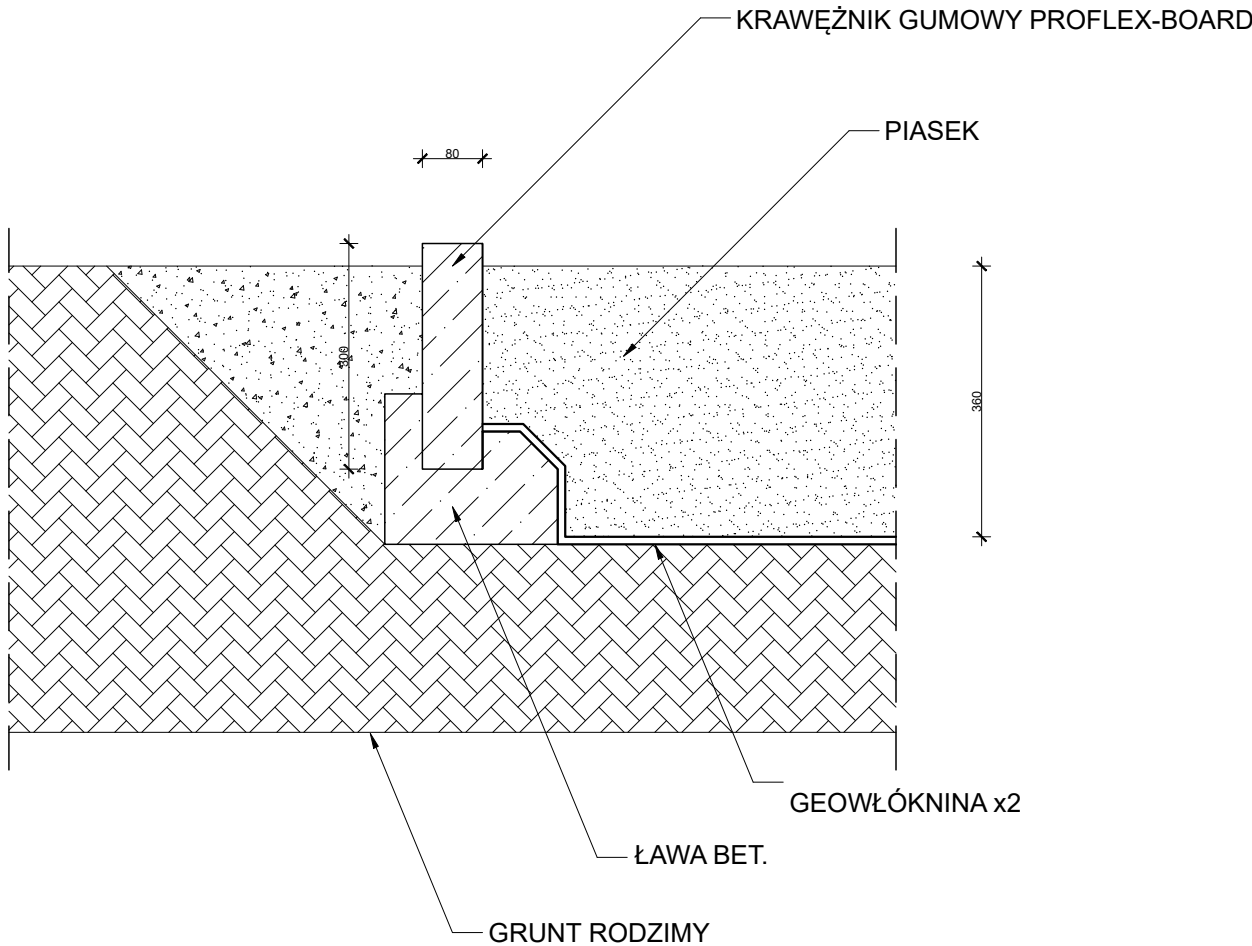 KRAWĘŻNIK GUMOWY PROFLEX-BOARD
PIASEK
80
300
360
GEOWŁÓKNINA x2
ŁAWA BET.
GRUNT RODZIMY